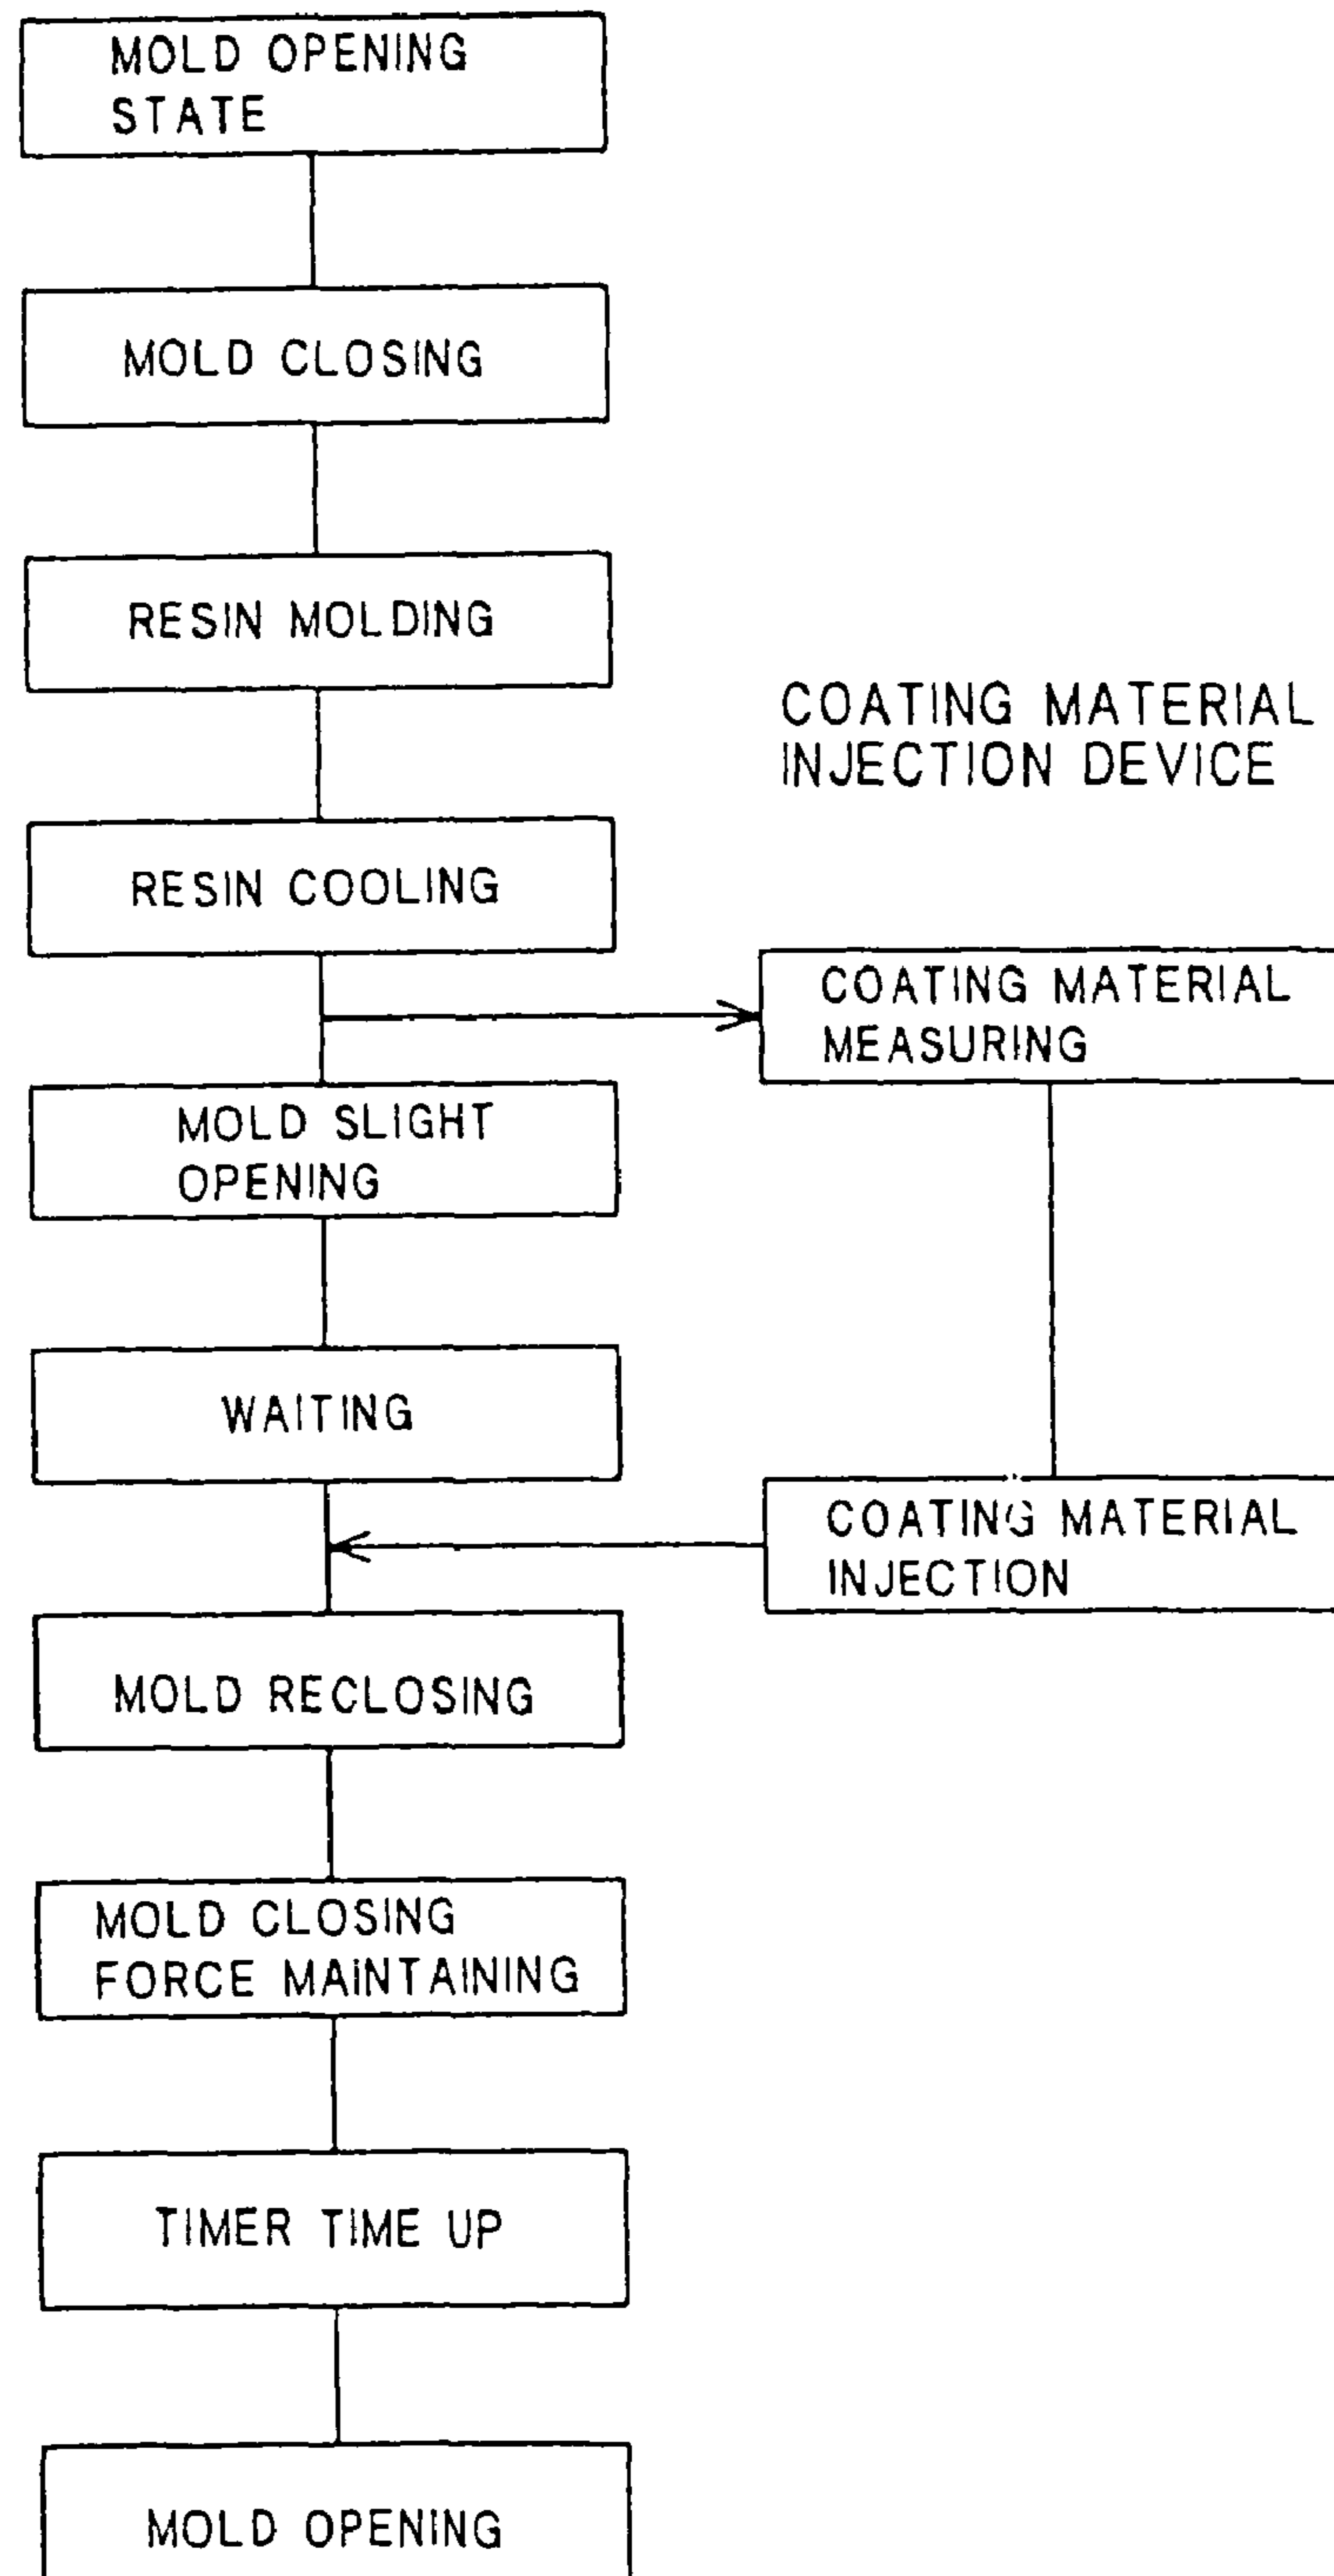 MOLD OPENING
STATE
MOLD CLOSING
RESIN MOLDING
RESIN COOLING
MOLD SLIGHT
OPENING
WAITING
MOLD RECLOSING
MOLD CLOSING
FORCE MAINTAINING
TIMER TIME UP
MOLD OPENING
COATING MATERIAL
INJECTION DEVICE
COATING MATERIAL
MEASURING
COATING MATERIAL
INJECTION